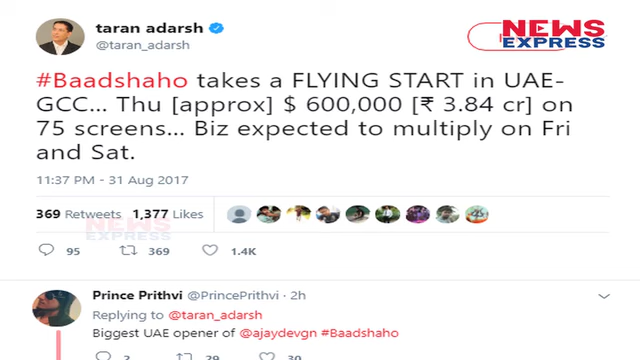 taran adarsh
@taran_adarsh
NEWS
EXPRESS
#Baadshaho takes a FLYING START in UAE-
GCC... Thu [approx] $ 600,000 [₹ 3.84 cr] on
75 screens... Biz expected to multiply on Fri
and Sat.
11:37 PM - 31 Aug 2017
369 Retweets 1,377 Likes
NEWS
EXPRESS
95 369 1.4K
Prince Prithvi @PrincePrithvi · 2h
Replying to @taran_adarsh
Biggest UAE opener of @ajaydevgn #Baadshaho
2 29 30